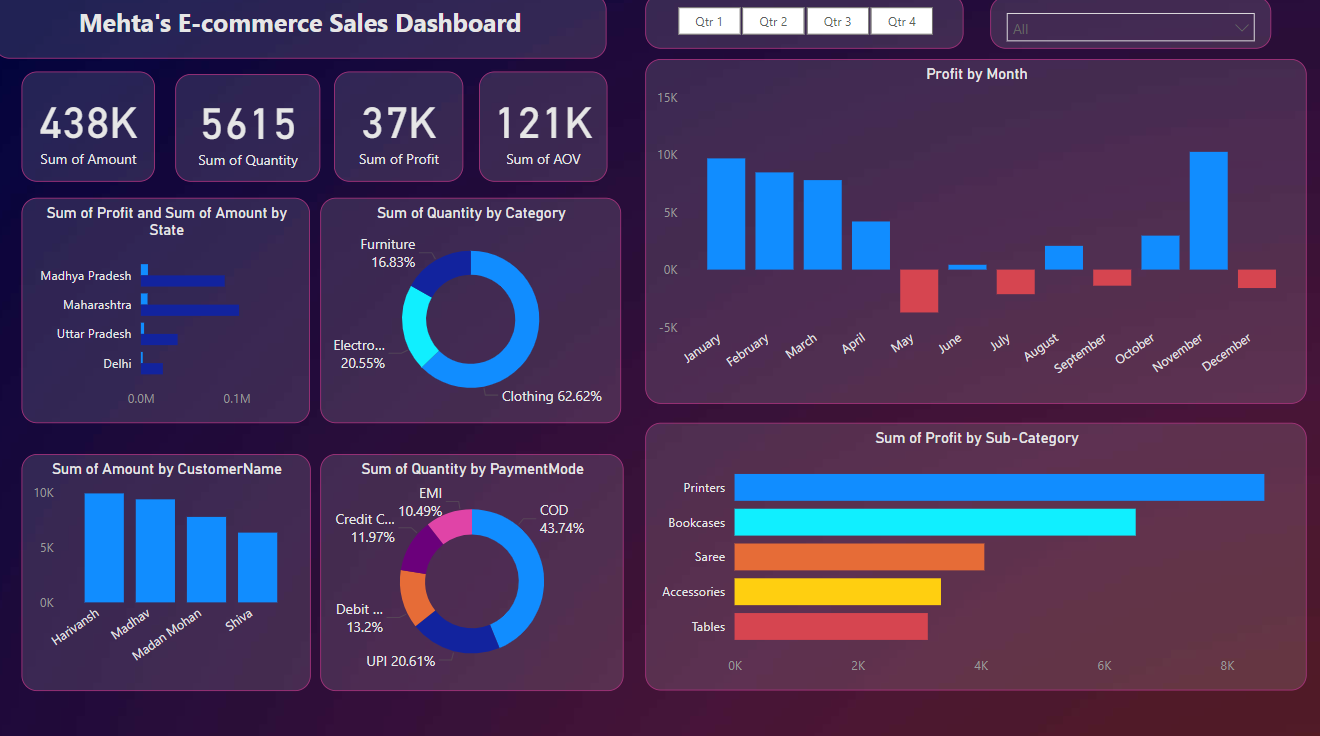 Mehta's E-commerce Sales Dashboard
Qtr 1
Qtr 2
Qtr 3
Qtr 4
All
438K
Sum of Amount
5615
Sum of Quantity
37K
Sum of Profit
121K
Sum of AOV
Profit by Month
15K
10K
5K
0K
-5K
January
February
March
April
May
June
July
August
September
October
November
December
Sum of Profit and Sum of Amount by
State
Madhya Pradesh
Maharashtra
Uttar Pradesh
Delhi
0.0M
0.1M
Sum of Quantity by Category
Furniture
16.83%
Electro...
20.55%
Clothing 62.62%
Sum of Amount by CustomerName
10K
5K
0K
Harivansh
Madhav
Madan Mohan
Shiva
Sum of Quantity by PaymentMode
EMI
10.49%
COD
43.74%
Credit C...
11.97%
Debit ...
13.2%
UPI 20.61%
Sum of Profit by Sub-Category
Printers
Bookcases
Saree
Accessories
Tables
0K
2K
4K
6K
8K